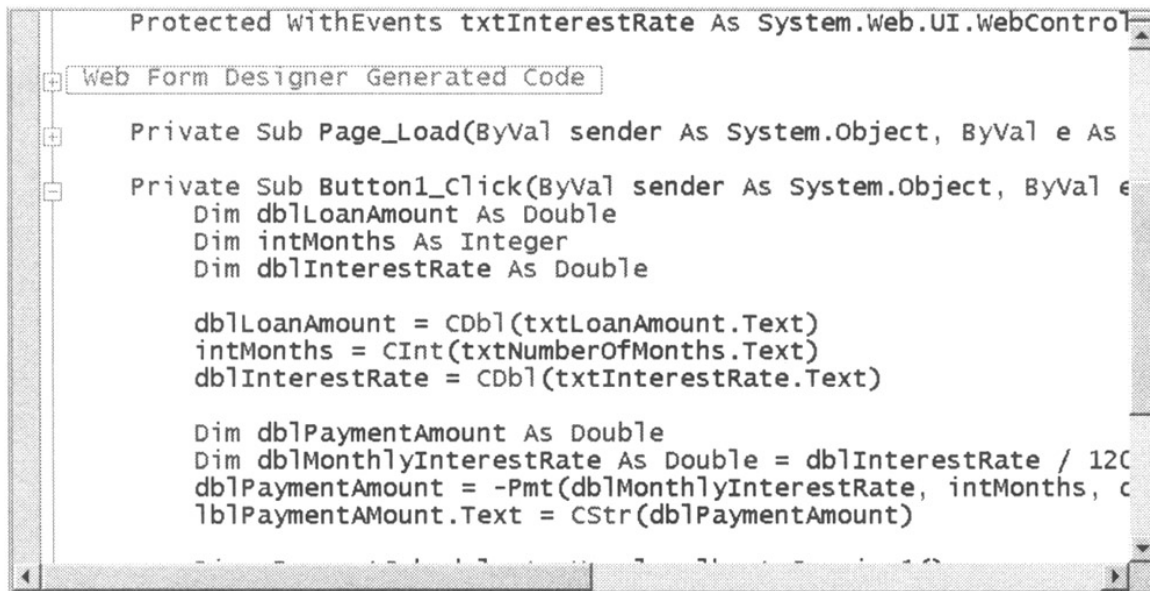 Protected WithEvents txtInterestRate As System.Web.UI.WebControl
Web Form Designer Generated Code
Private Sub Page_Load(ByVal sender As System.Object, ByVal e As
Private Sub Button1_Click(ByVal sender As System.Object, ByVal e
Dim dblLoanAmount As Double
Dim intMonths As Integer
Dim dblInterestRate As Double
dblLoanAmount = CDbl(txtLoanAmount.Text)
intMonths = CInt(txtNumberOfMonths.Text)
dblInterestRate = CDbl(txtInterestRate.Text)
Dim dblPaymentAmount As Double
Dim dblMonthlyInterestRate As Double = dblInterestRate / 120
dblPaymentAmount = -Pmt(dblMonthlyInterestRate, intMonths,
lblPaymentAMount.Text = CStr(dblPaymentAmount)